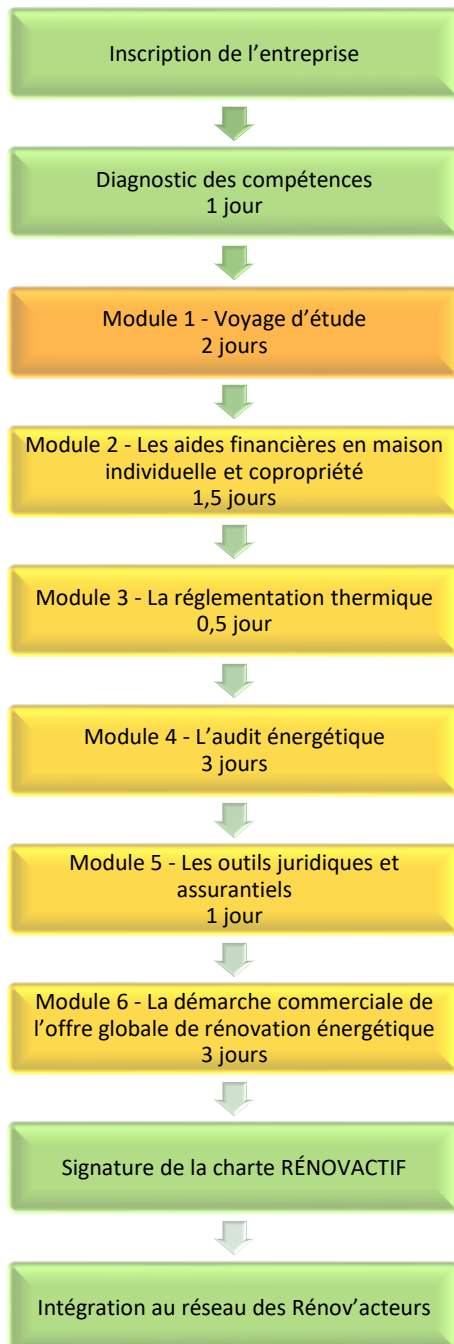 Inscription de l’entreprise
Diagnostic des compétences
1 jour
Module 1 - Voyage d’étude
2 jours
Module 2 - Les aides financières en maison
individuelle et copropriété
1,5 jours
Module 3 - La réglementation thermique
0,5 jour
Module 4 - L’audit énergétique
3 jours
Module 5 - Les outils juridiques et
assurantiels
1 jour
Module 6 - La démarche commerciale de
l’offre globale de rénovation énergétique
3 jours
Signature de la charte RÉNOVACTIF
Intégration au réseau des Rénov’acteurs